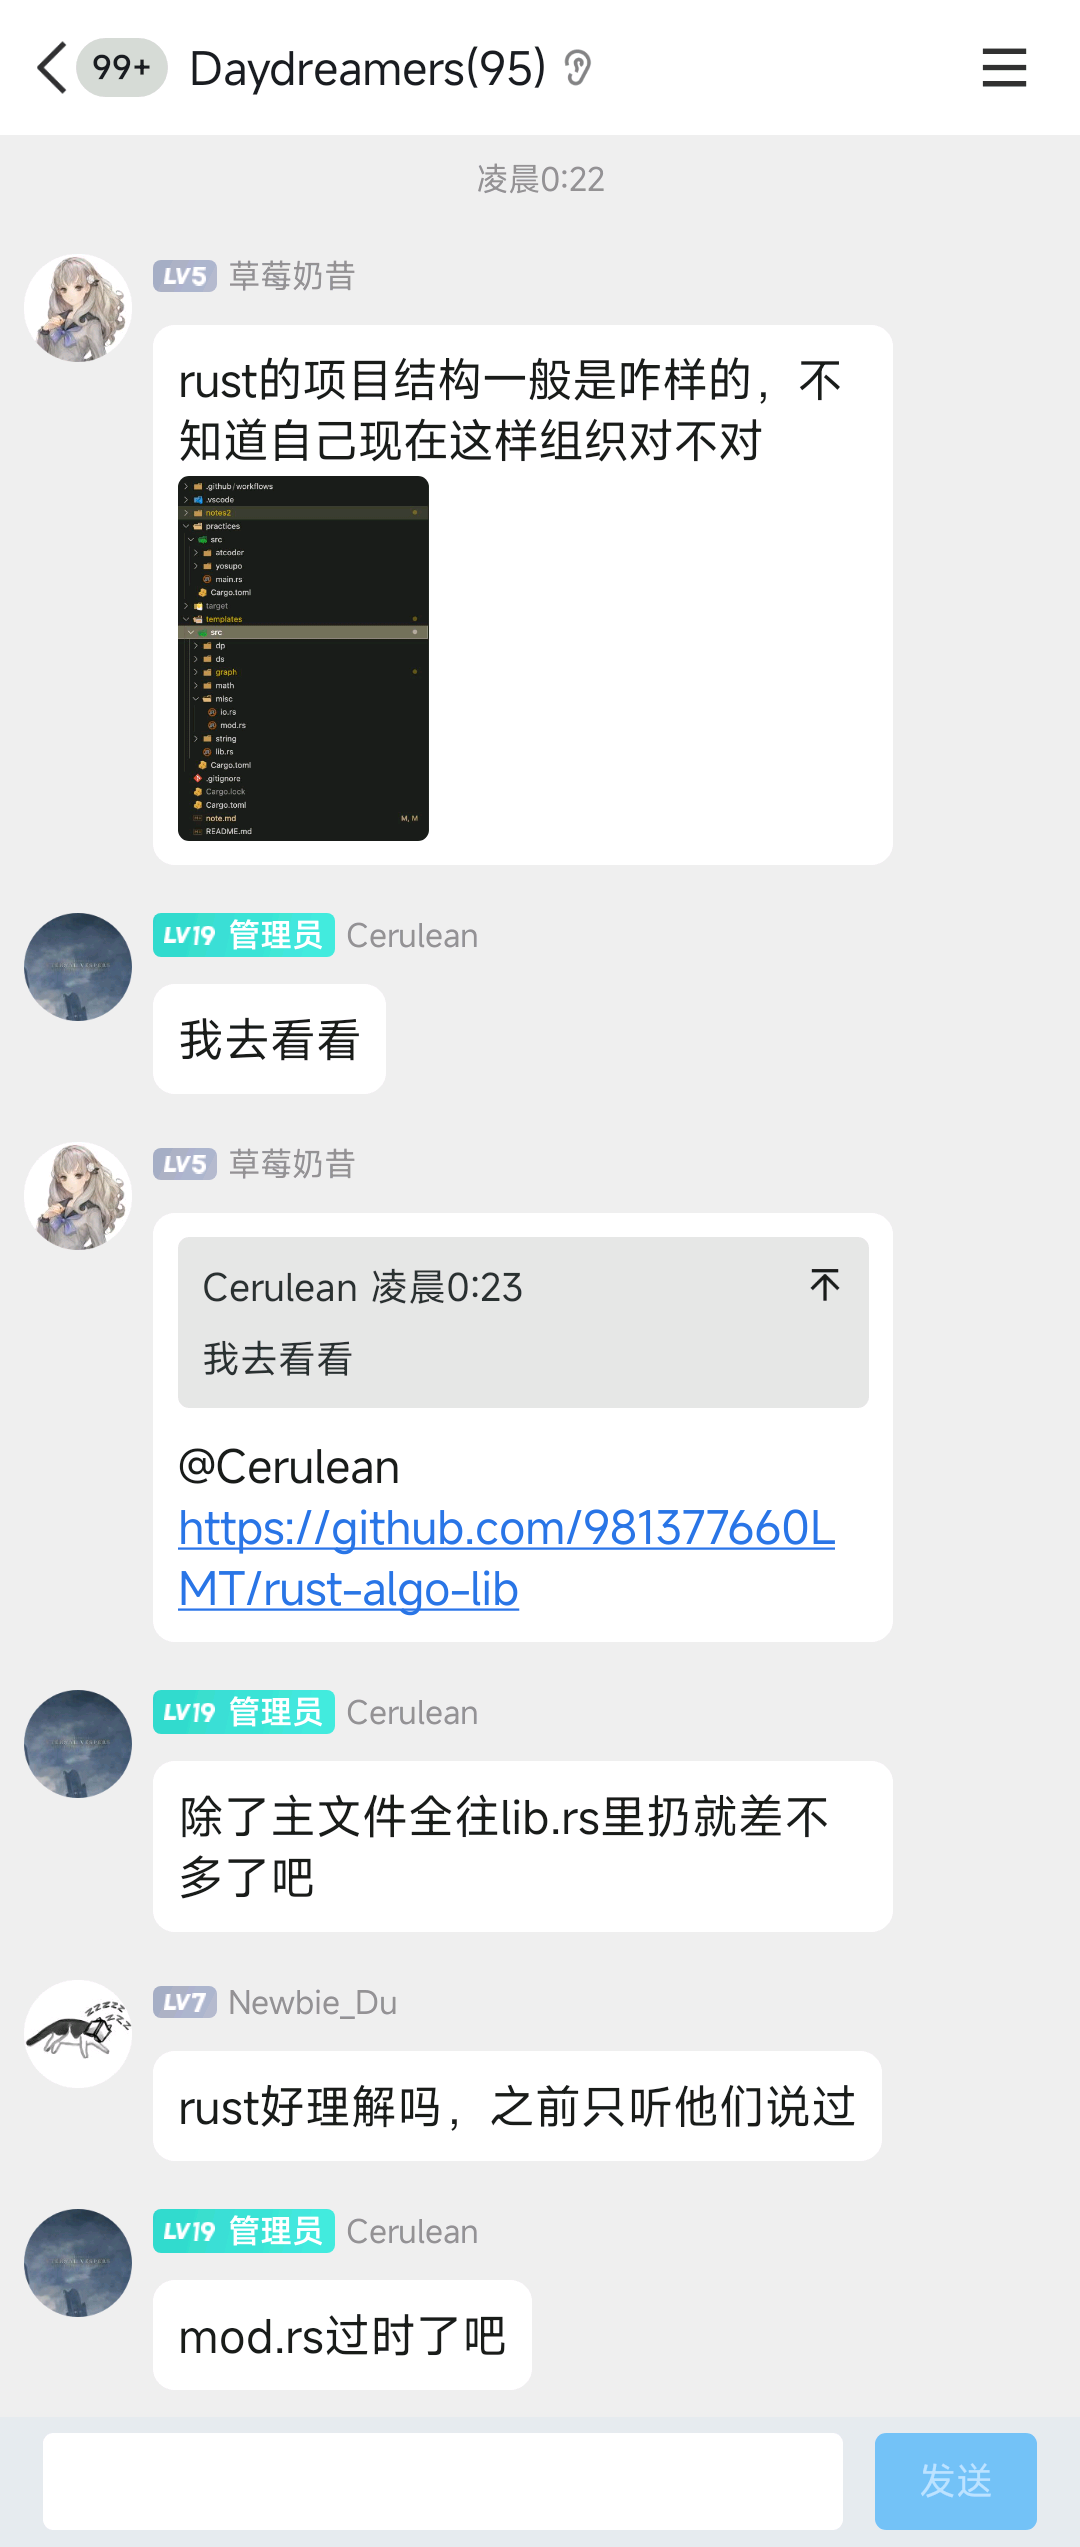 99+
Daydreamers(95)
凌晨0:22
LV5 草莓奶昔
rust的项目结构一般是咋样的，不
知道自己现在这样组织对不对
.github/workflows
.vscode
notes2
practices
src
atcoder
yosupo
main.rs
Cargo.toml
target
templates
src
dp
ds
graph
math
misc
io.rs
mod.rs
string
lib.rs
Cargo.toml
.gitignore
Cargo.lock
Cargo.toml
note.md M, M
README.md
LV19 管理员 Cerulean
我去看看
LV5 草莓奶昔
Cerulean 凌晨0:23
我去看看
@Cerulean
https://github.com/981377660L
MT/rust-algo-lib
LV19 管理员 Cerulean
除了主文件全往lib.rs里扔就差不
多了吧
LV7 Newbie_Du
rust好理解吗，之前只听他们说过
LV19 管理员 Cerulean
mod.rs过时了吧
发送